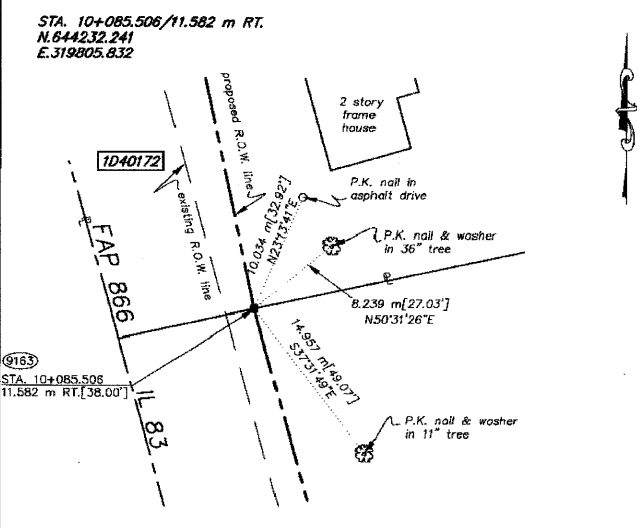 STA. 10+085.506/11.582 m RT.
N.644232.241
E.319805.832
proposed R.O.W. line
2 story
frame
house
1D40172
existing R.O.W. line
P.K. nail in
asphalt drive
10.034 m[32.92']
N23°13'41"E
P.K. nail & washer
in 36" tree
FAP 866
8.239 m[27.03']
N50°31'26"E
14.957 m[49.07']
S37°31'49"E
9163
STA. 10+085.506
11.582 m RT.[38.00']
IL 83
P.K. nail & washer
in 11" tree